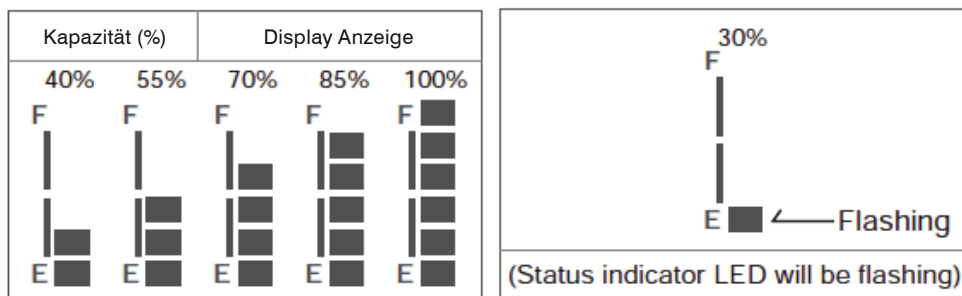 Kapazität (%) Display Anzeige
40% 55% 70% 85% 100%
F F F F F
E E E E E
30%
F
E Flashing
(Status indicator LED will be flashing)